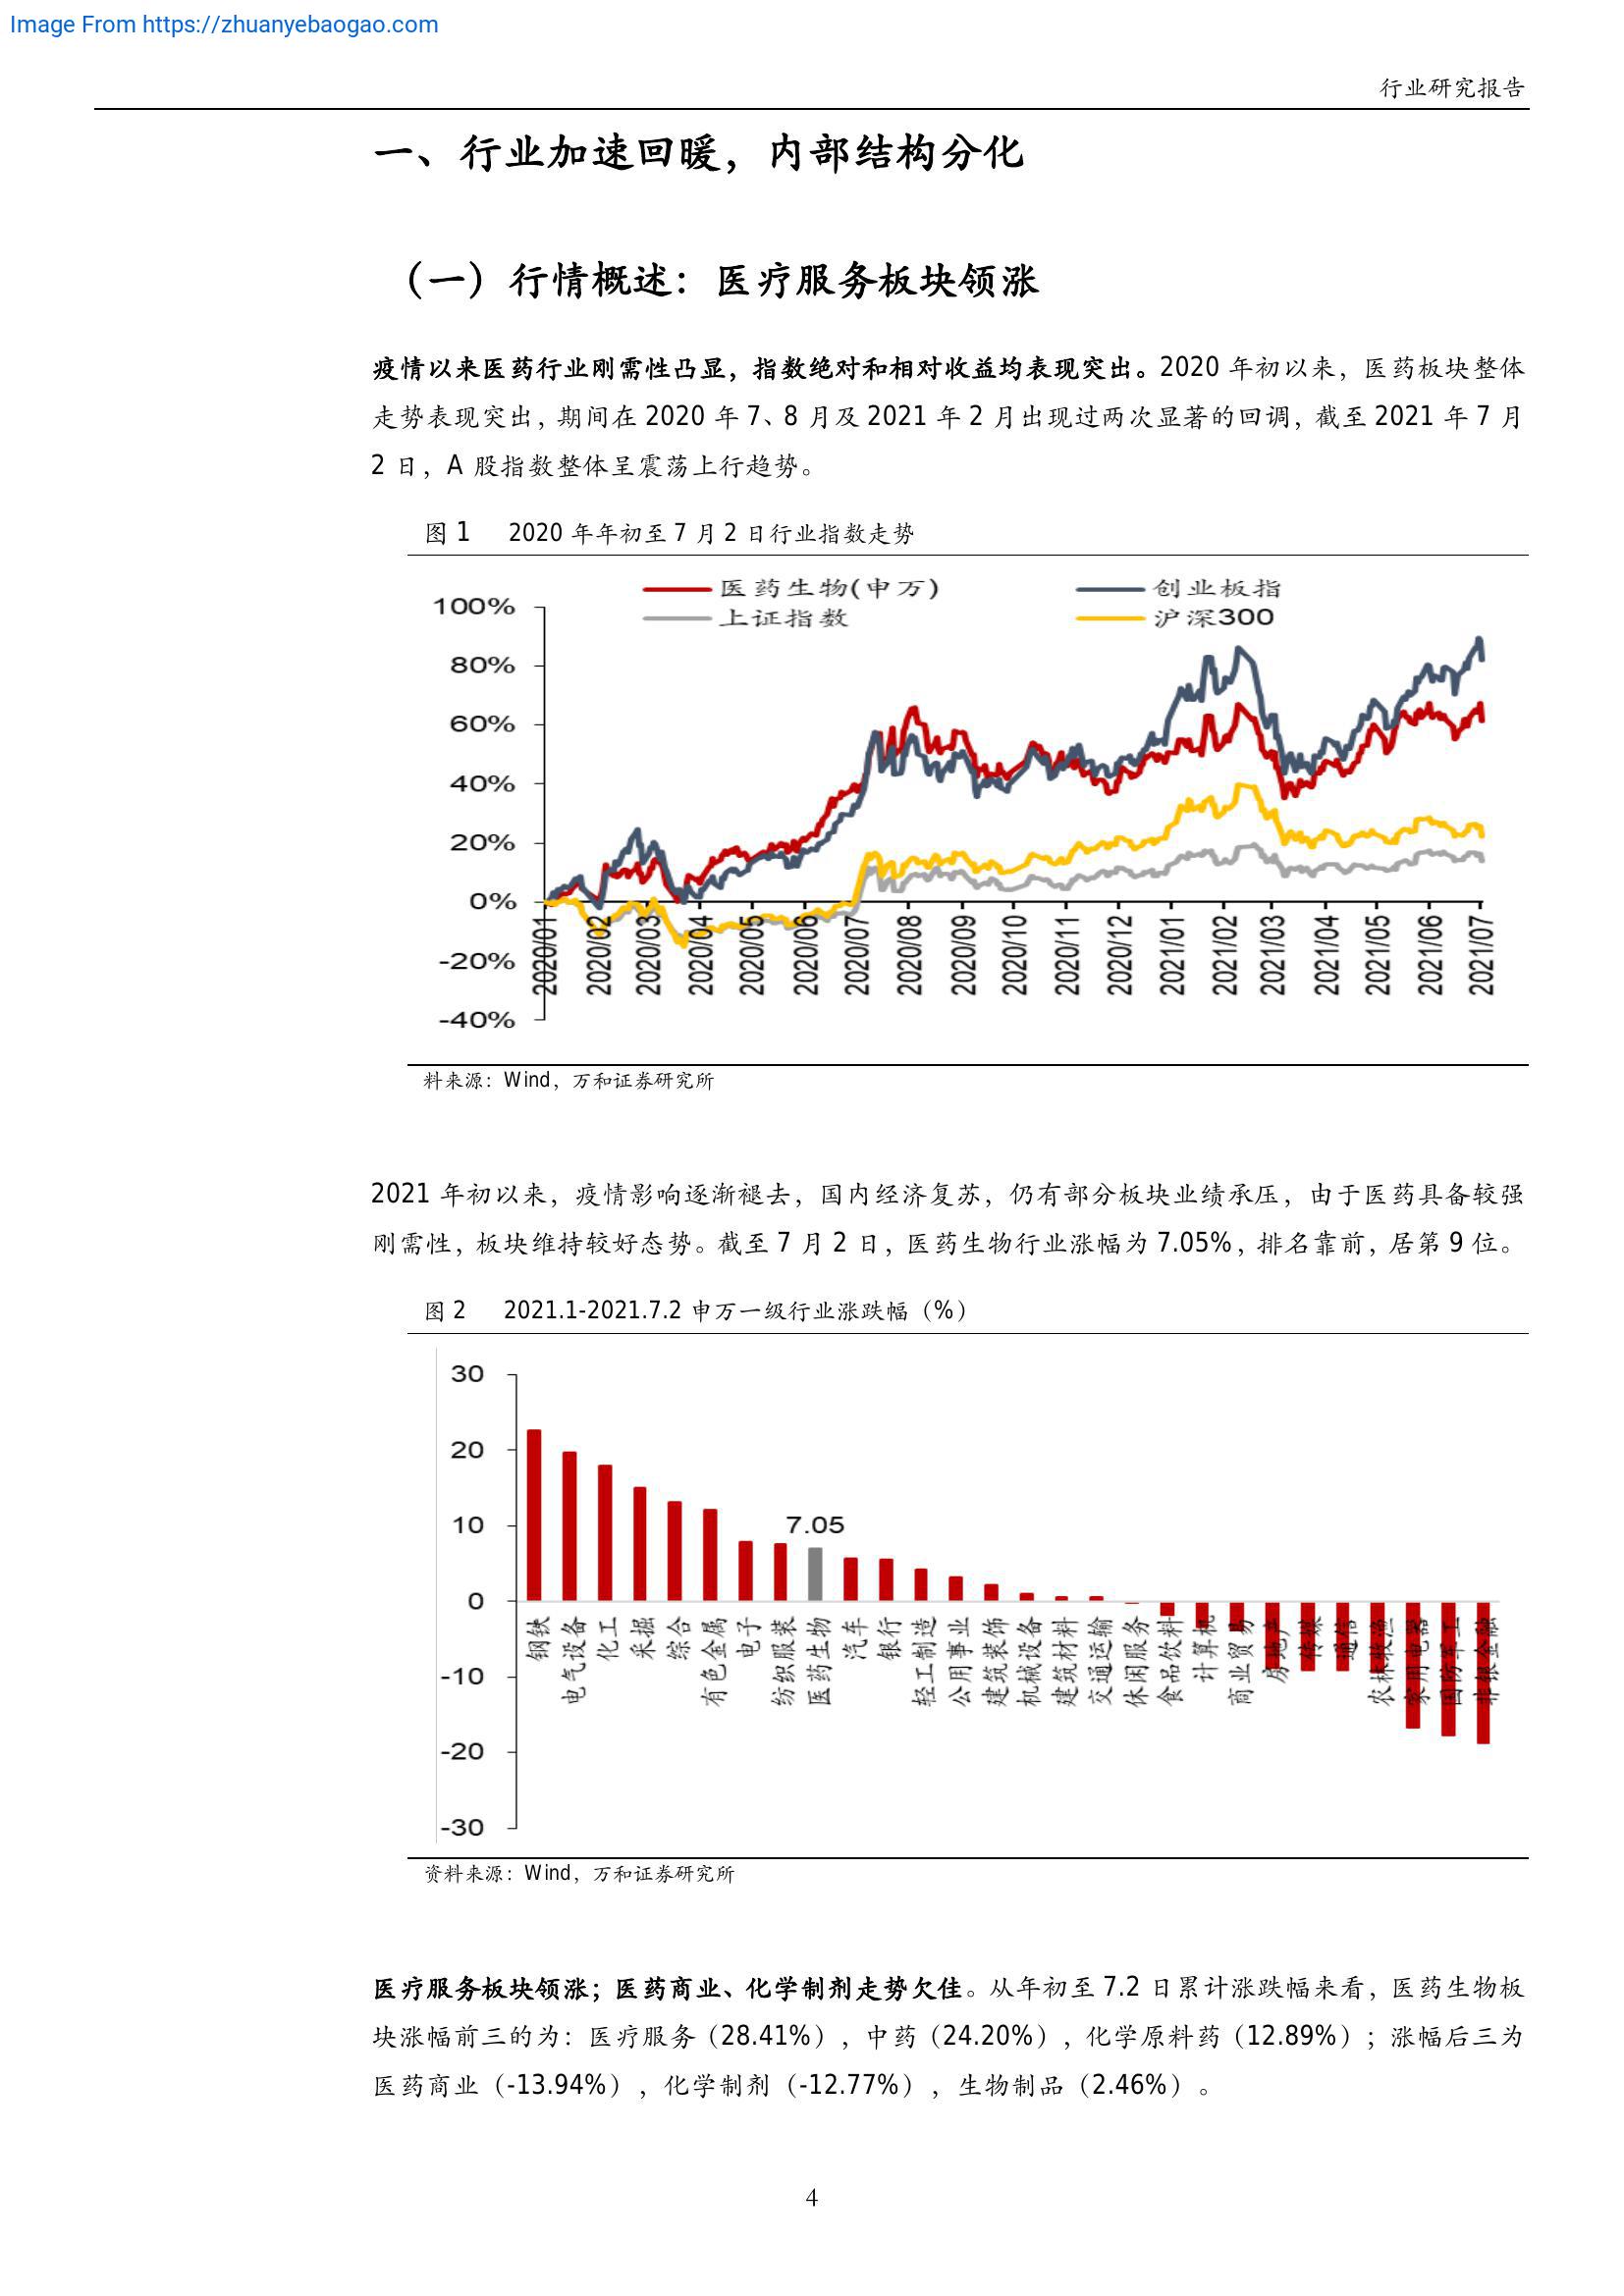 Image From https://zhuanyebaogao.com
行业研究报告
一、行业加速回暖，内部结构分化
（一）行情概述：医疗服务板块领涨
疫情以来医药行业刚需性凸显，指数绝对和相对收益均表现突出。2020 年初以来，医药板块整体
走势表现突出，期间在 2020 年 7、8 月及 2021 年 2 月出现过两次显著的回调，截至 2021 年 7 月
2 日，A 股指数整体呈震荡上行趋势。
图 1 2020 年年初至 7 月 2 日行业指数走势
医药生物(申万) 创业板指
上证指数 沪深300
100%
80%
60%
40%
20%
0%
-20%
-40%
2020/01 2020/02 2020/03 2020/04 2020/05 2020/06 2020/07 2020/08 2020/09 2020/10 2020/11 2020/12 2021/01 2021/02 2021/03 2021/04 2021/05 2021/06 2021/07
料来源：Wind，万和证券研究所
2021 年初以来，疫情影响逐渐褪去，国内经济复苏，仍有部分板块业绩承压，由于医药具备较强
刚需性，板块维持较好态势。截至 7 月 2 日，医药生物行业涨幅为 7.05%，排名靠前，居第 9 位。
图 2 2021.1-2021.7.2 申万一级行业涨跌幅（%）
30
20
10
0
-10
-20
-30
7.05
钢铁 电气设备 化工 采掘 综合 有色金属 电子 纺织服装 医药生物 汽车 银行 轻工制造 公用事业 建筑装饰 机械设备 建筑材料 交通运输 休闲服务 食品饮料 计算机 商业贸易 房地产 传媒 通信 农林牧渔 家用电器 国防军工 非银金融
资料来源：Wind，万和证券研究所
医疗服务板块领涨；医药商业、化学制剂走势欠佳。从年初至 7.2 日累计涨跌幅来看，医药生物板
块涨幅前三的为：医疗服务（28.41%），中药（24.20%），化学原料药（12.89%）；涨幅后三为
医药商业（-13.94%），化学制剂（-12.77%），生物制品（2.46%）。
4